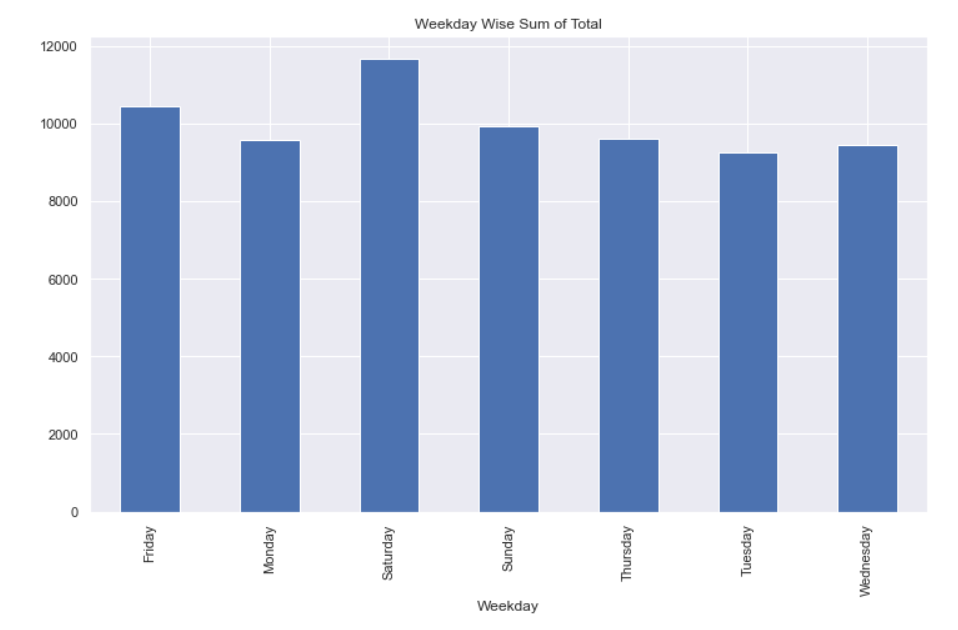 Weekday Wise Sum of Total
12000
10000
8000
6000
4000
2000
0
Friday
Monday
Saturday
Sunday
Thursday
Tuesday
Wednesday
Weekday